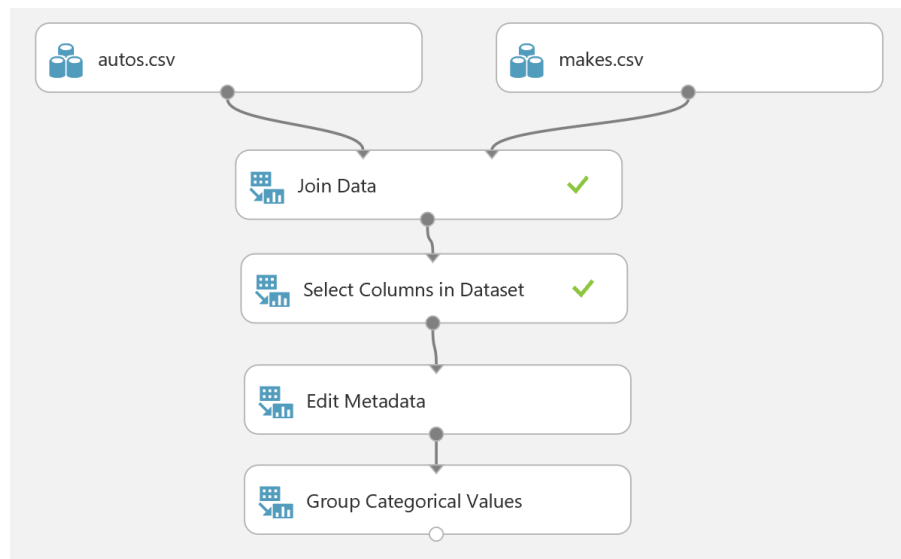 autos.csv
makes.csv
Join Data
Select Columns in Dataset
Edit Metadata
Group Categorical Values